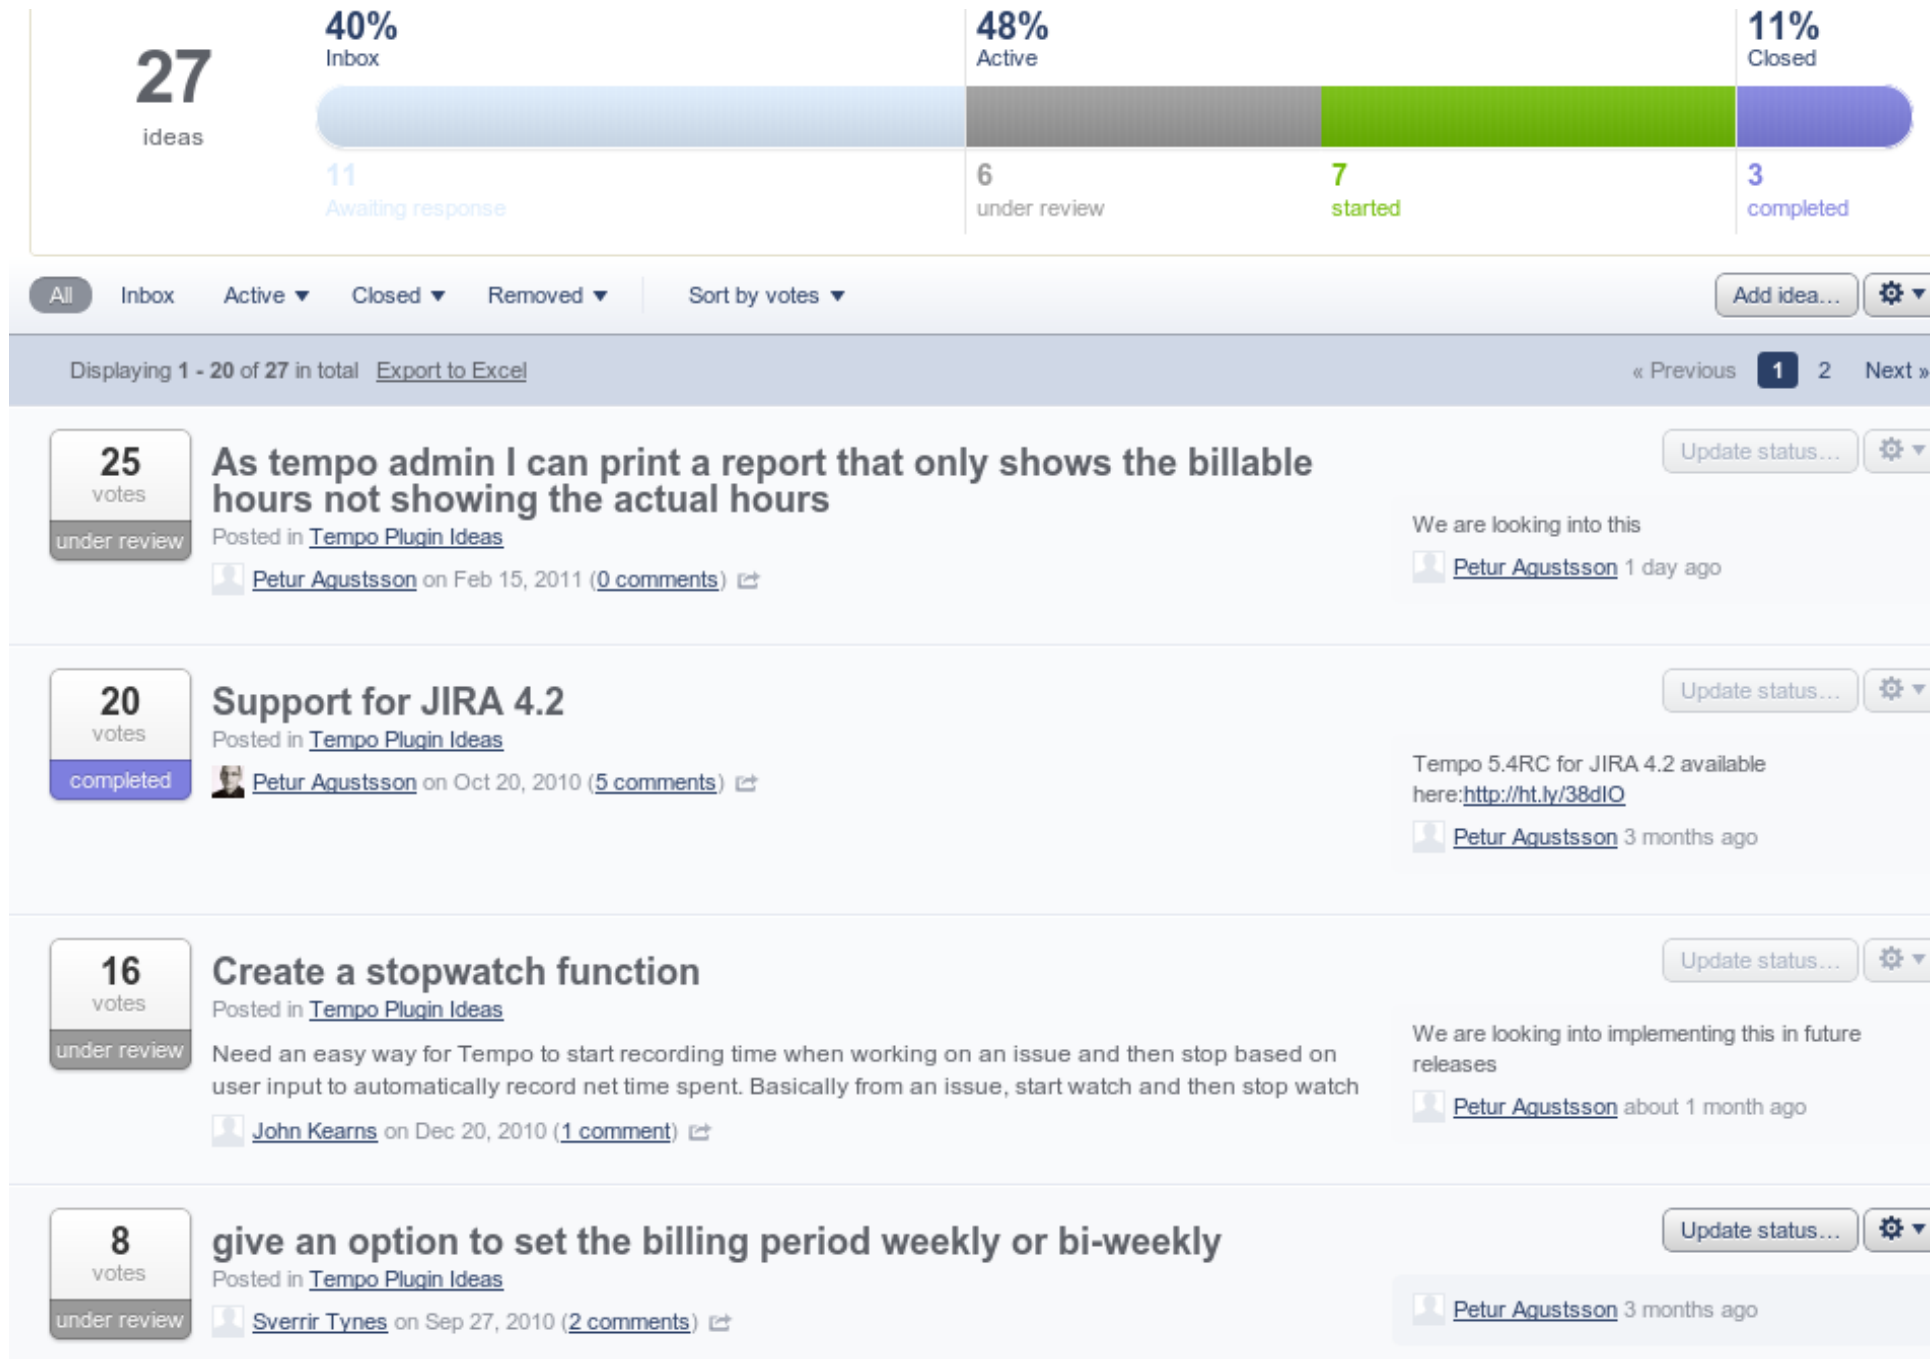 40%
48%
11%
Inbox
Active
Closed
27
ideas
11
6
7
3
Awaiting response
under review
started
completed
All Inbox Active Closed Removed Sort by votes Add idea...
Displaying 1 - 20 of 27 in total Export to Excel « Previous 1 2 Next »
25
votes
under review
As tempo admin I can print a report that only shows the billable
hours not showing the actual hours
Posted in Tempo Plugin Ideas
Petur Agustsson on Feb 15, 2011 (0 comments)
Update status...
We are looking into this
Petur Agustsson 1 day ago
20
votes
completed
Support for JIRA 4.2
Posted in Tempo Plugin Ideas
Petur Agustsson on Oct 20, 2010 (5 comments)
Update status...
Tempo 5.4RC for JIRA 4.2 available
here:http://ht.ly/38dIO
Petur Agustsson 3 months ago
16
votes
under review
Create a stopwatch function
Posted in Tempo Plugin Ideas
Need an easy way for Tempo to start recording time when working on an issue and then stop based on
user input to automatically record net time spent. Basically from an issue, start watch and then stop watch
John Kearns on Dec 20, 2010 (1 comment)
Update status...
We are looking into implementing this in future
releases
Petur Agustsson about 1 month ago
8
votes
under review
give an option to set the billing period weekly or bi-weekly
Posted in Tempo Plugin Ideas
Sverrir Tynes on Sep 27, 2010 (2 comments)
Update status...
Petur Agustsson 3 months ago